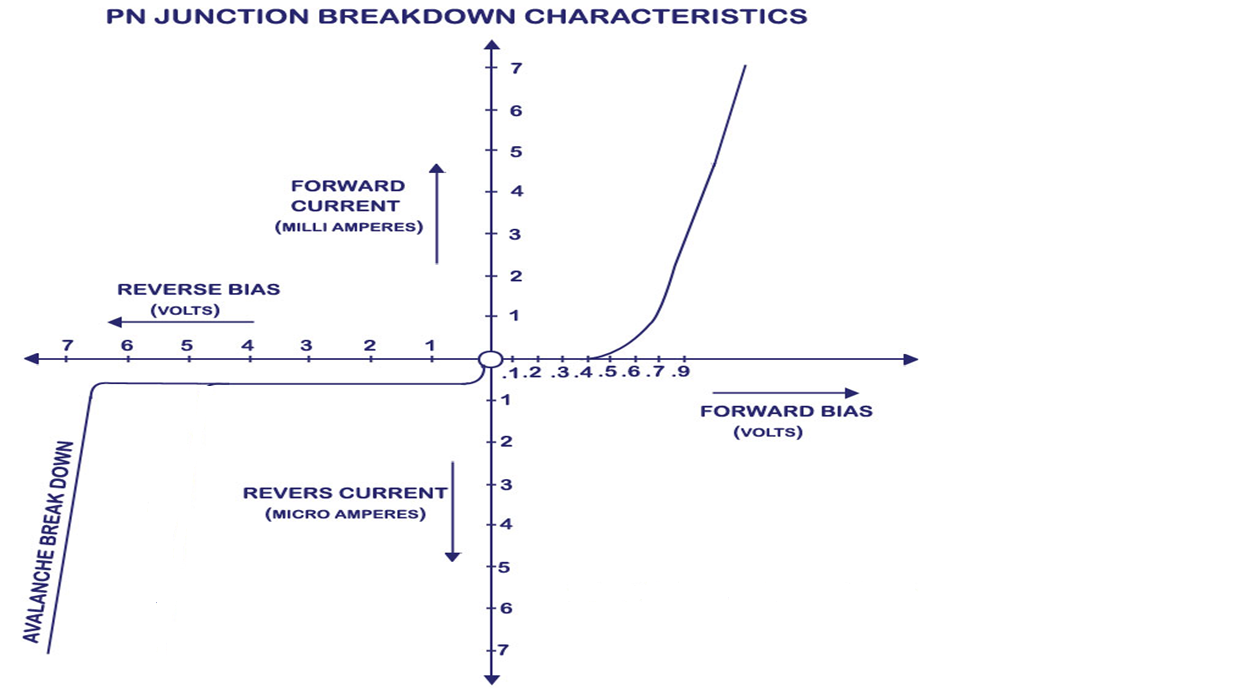 PN JUNCTION BREAKDOWN CHARACTERISTICS
7
6
5
4
3
2
1
FORWARD
CURRENT
(MILLI AMPERES)
REVERSE BIAS
(VOLTS)
7 6 5 4 3 2 1
.1 .2 .3 .4 .5 .6 .7 .9
FORWARD BIAS
(VOLTS)
1
2
3
4
5
6
7
REVERS CURRENT
(MICRO AMPERES)
AVALANCHE BREAK DOWN